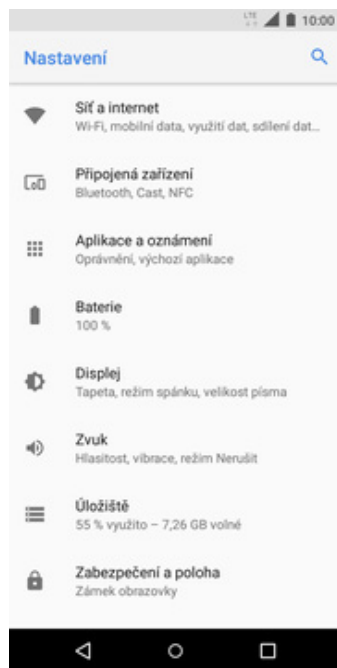 LTE 10:00
Nastavení
Síť a internet
Wi-Fi, mobilní data, využití dat, sdílení dat…
Připojená zařízení
Bluetooth, Cast, NFC
Aplikace a oznámení
Oprávnění, výchozí aplikace
Baterie
100 %
Displej
Tapeta, režim spánku, velikost písma
Zvuk
Hlasitost, vibrace, režim Nerušit
Úložiště
55 % využito – 7,26 GB volné
Zabezpečení a poloha
Zámek obrazovky